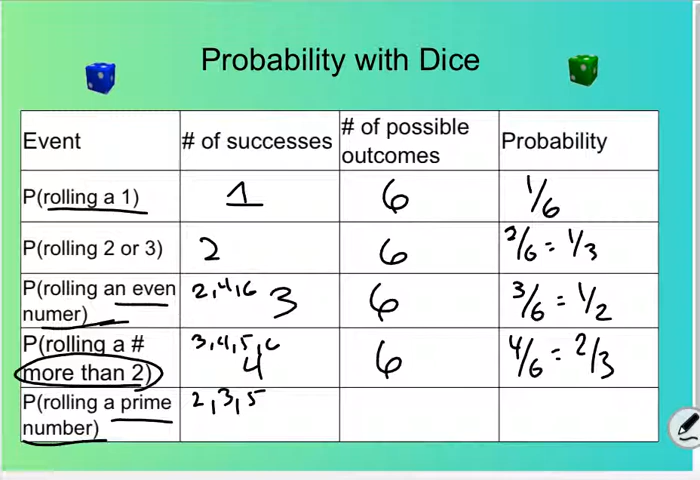 Probability with Dice
Event # of successes # of possible outcomes Probability
P(rolling a 1) 1 6 1/6
P(rolling 2 or 3) 2 6 2/6 = 1/3
P(rolling an even numer) 2,4,6 3 6 3/6 = 1/2
P(rolling a # more than 2) 3,4,5,6 4 6 4/6 = 2/3
P(rolling a prime number) 2,3,5